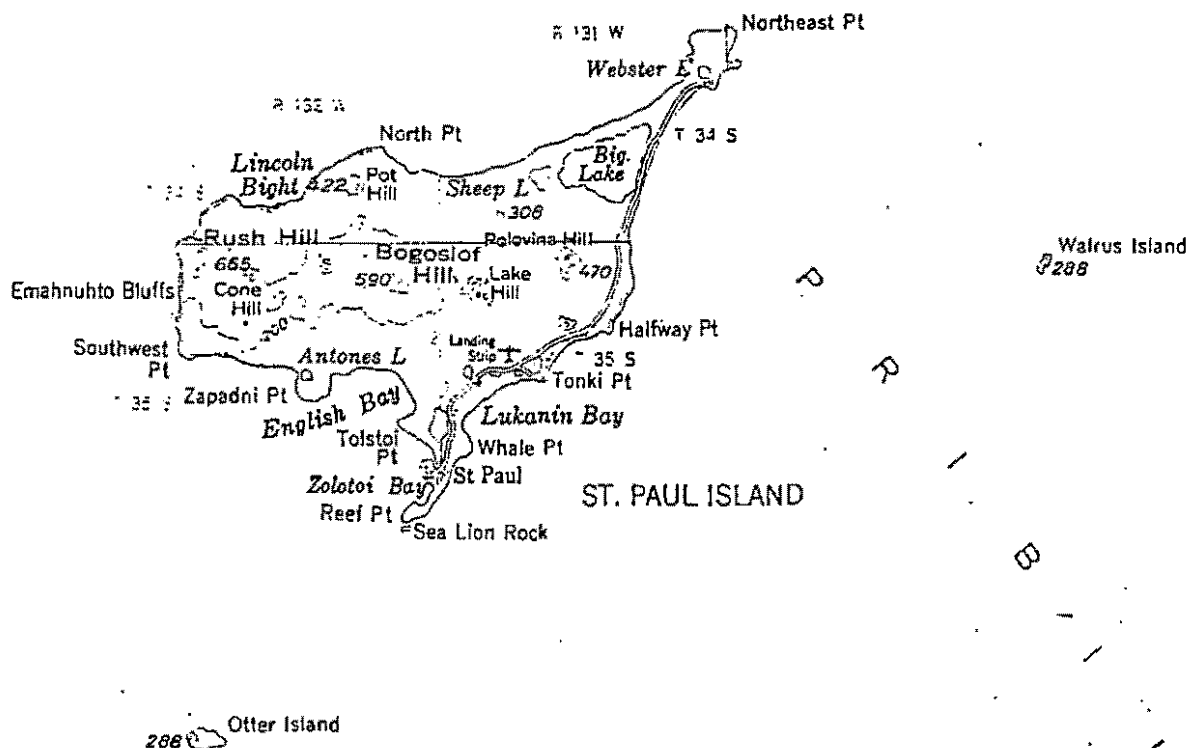 Northeast Pt
R 131 W
Webster L
North Pt
T 34 S
Lincoln
Bight
422
Pot
Hill
Sheep L
Big
Lake
308
Rush Hill
Bogoslof
Hill
Polovina Hill
665
590
Lake
Hill
470
Walrus Island
288
Emahnuhto Bluffs
Cone
Hill
200
P
Halfway Pt
Southwest
Pt
Antones L
Landing
Strip
35 S
R
Zapadni Pt
Tonki Pt
English Bay
Lukanin Bay
Tolstoi
Pt
Whale Pt
I
Zolotoi Bay
St Paul
ST. PAUL ISLAND
Reef Pt
Sea Lion Rock
B
I
Otter Island
288